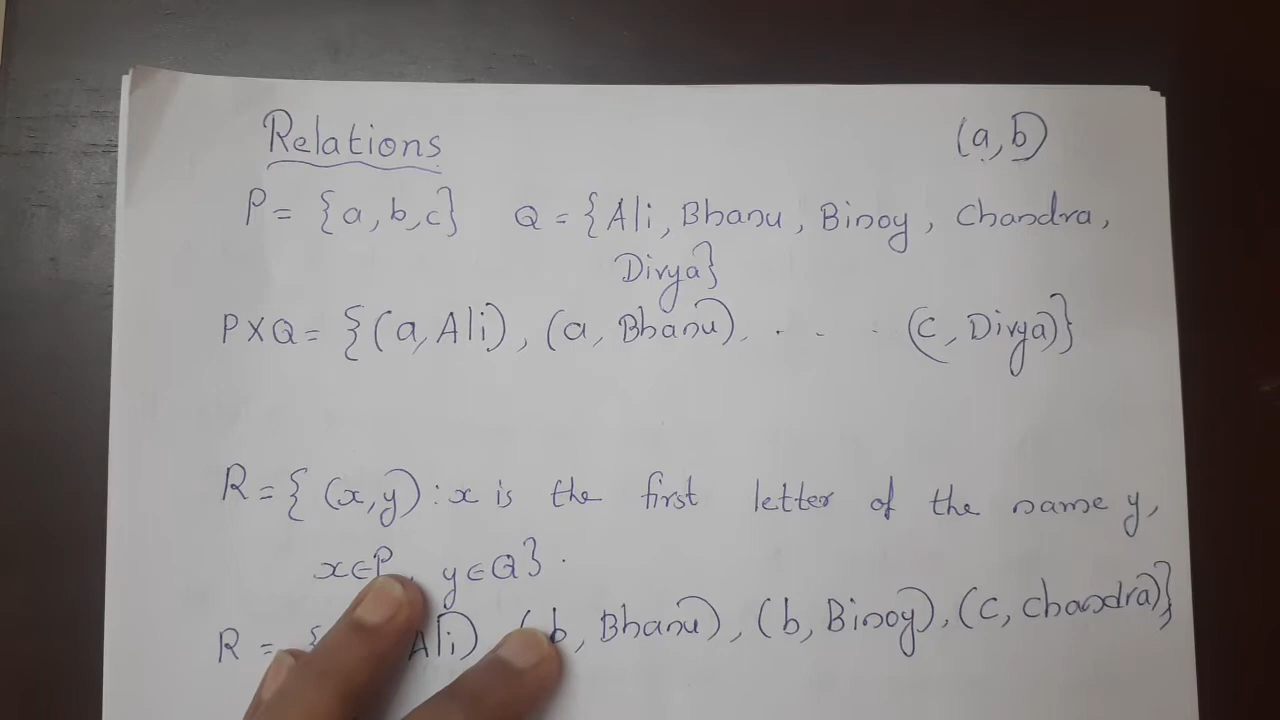 Relations
(a,b)
P = {a, b, c} Q = {Ali, Bhanu, Binoy, Chandra,
Divya}
P X Q = {(a, Ali), (a, Bhanu), . . . (c, Divya)}
R = { (x,y) : x is the first letter of the name y,
x∈P, y∈Q}.
R = { Ali), (b, Bhanu), (b, Binoy), (c, Chandra)}